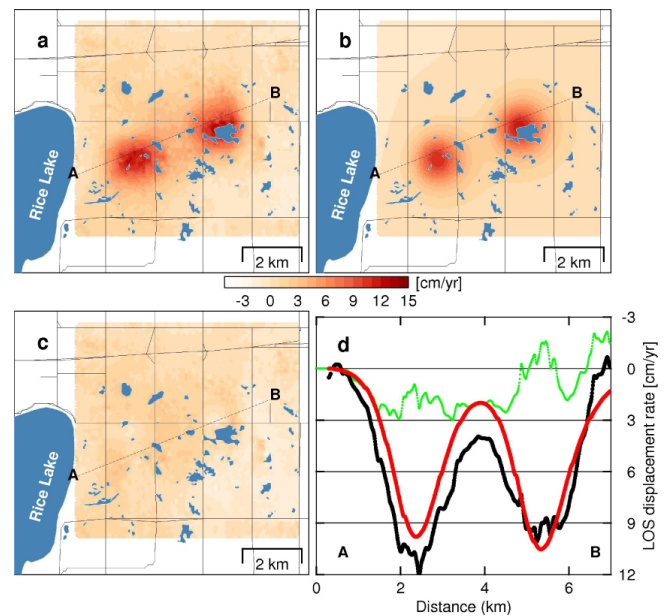 a
B
A
Rice Lake
2 km
b
B
A
Rice Lake
2 km
[cm/yr]
-3 0 3 6 9 12 15
c
B
A
Rice Lake
2 km
d
-3
0
3
6
9
12
LOS displacement rate [cm/yr]
A
B
0 2 4 6
Distance (km)